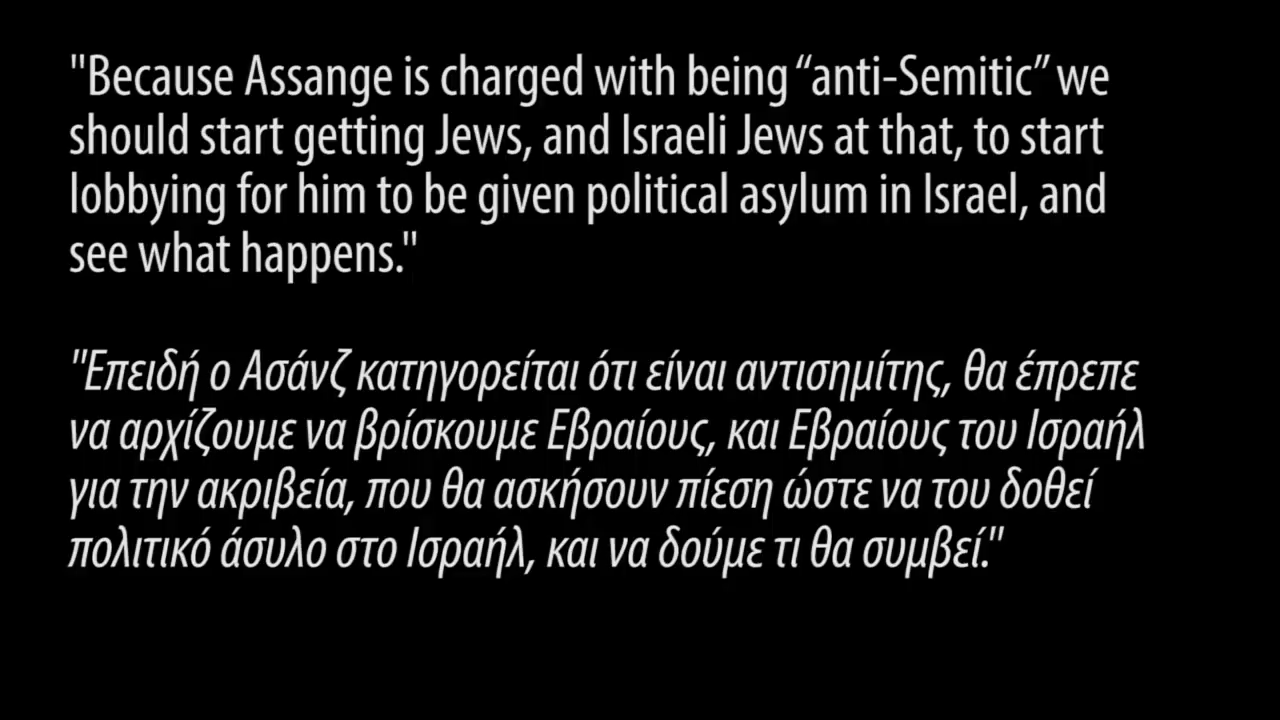 "Because Assange is charged with being “anti-Semitic” we
should start getting Jews, and Israeli Jews at that, to start
lobbying for him to be given political asylum in Israel, and
see what happens."
"Επειδή ο Ασάνζ κατηγορείται ότι είναι αντισημίτης, θα έπρεπε
να αρχίζουμε να βρίσκουμε Εβραίους, και Εβραίους του Ισραήλ
για την ακριβεία, που θα ασκήσουν πίεση ώστε να του δοθεί
πολιτικό άσυλο στο Ισραήλ, και να δούμε τι θα συμβεί."